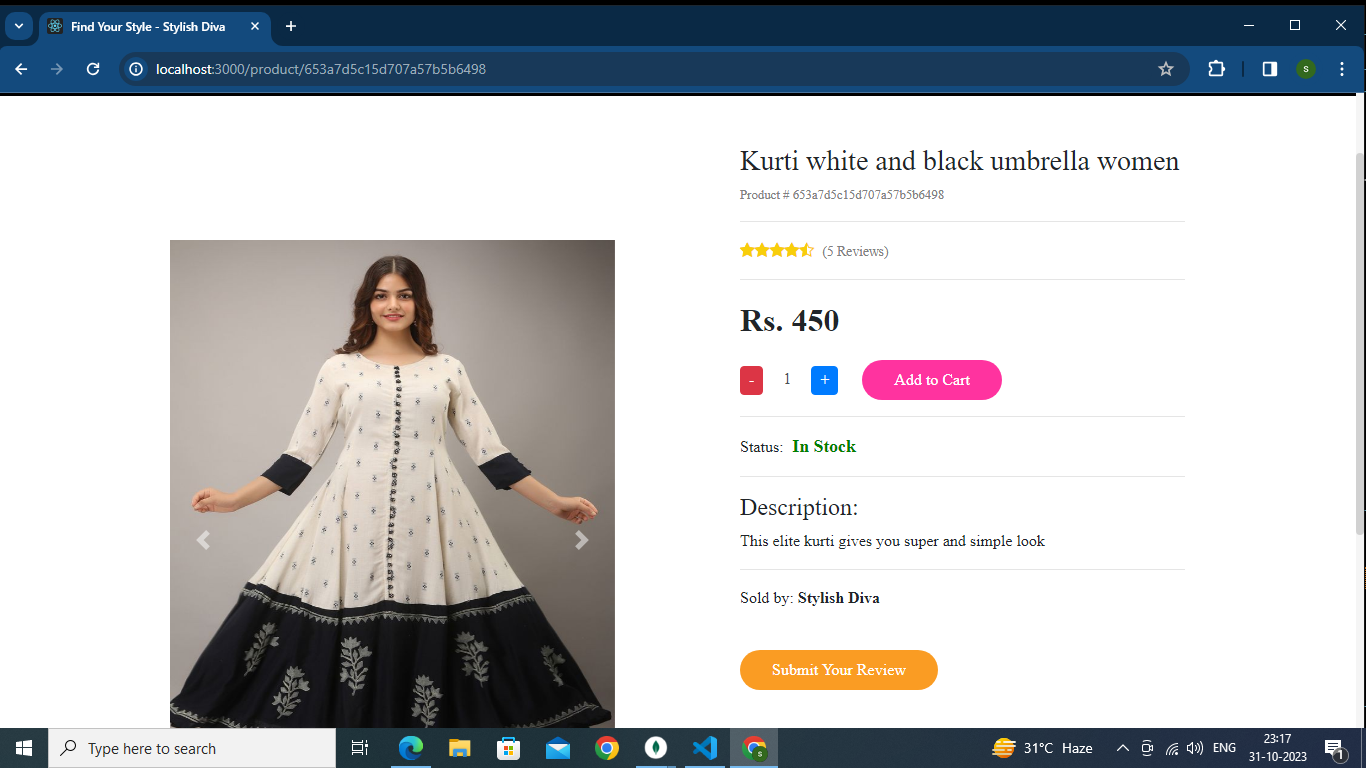 Find Your Style - Stylish Diva
localhost:3000/product/653a7d5c15d707a57b5b6498
S
Kurti white and black umbrella women
Product # 653a7d5c15d707a57b5b6498
(5 Reviews)
Rs. 450
- 1 + Add to Cart
Status: In Stock
Description:
This elite kurti gives you super and simple look
Sold by: Stylish Diva
Submit Your Review
Type here to search
S
31°C Haze
ENG
23:17
31-10-2023
1